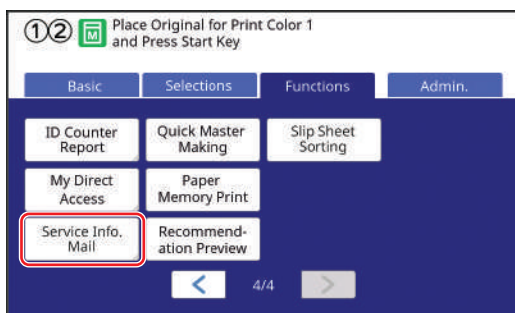 ①② M Place Original for Print Color 1
and Press Start Key
Basic Selections Functions Admin.
ID Counter
Report
Quick Master
Making
Slip Sheet
Sorting
My Direct
Access
Paper
Memory Print
Service Info.
Mail
Recommend-
ation Preview
< 4/4 >